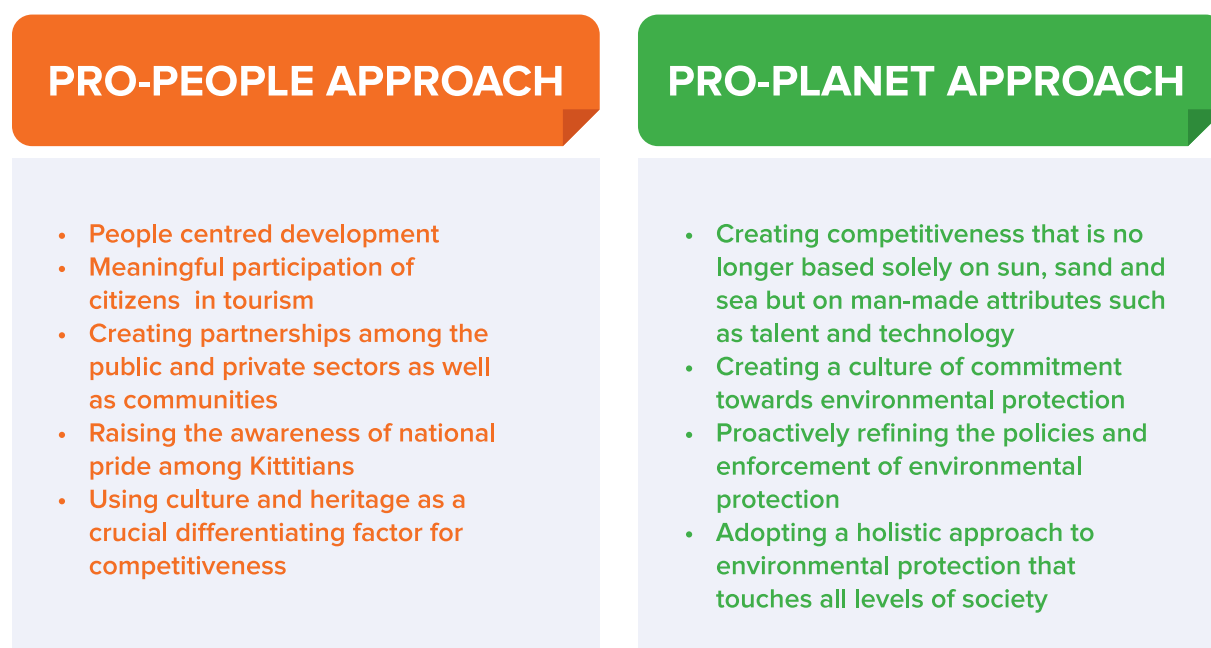 PRO-PEOPLE APPROACH
• People centred development
• Meaningful participation of
citizens  in tourism
• Creating partnerships among the
public and private sectors as well
as communities
• Raising the awareness of national
pride among Kittitians
• Using culture and heritage as a
crucial differentiating factor for
competitiveness
PRO-PLANET APPROACH
• Creating competitiveness that is no
longer based solely on sun, sand and
sea but on man-made attributes such
as talent and technology
• Creating a culture of commitment
towards environmental protection
• Proactively refining the policies and
enforcement of environmental
protection
• Adopting a holistic approach to
environmental protection that
touches all levels of society